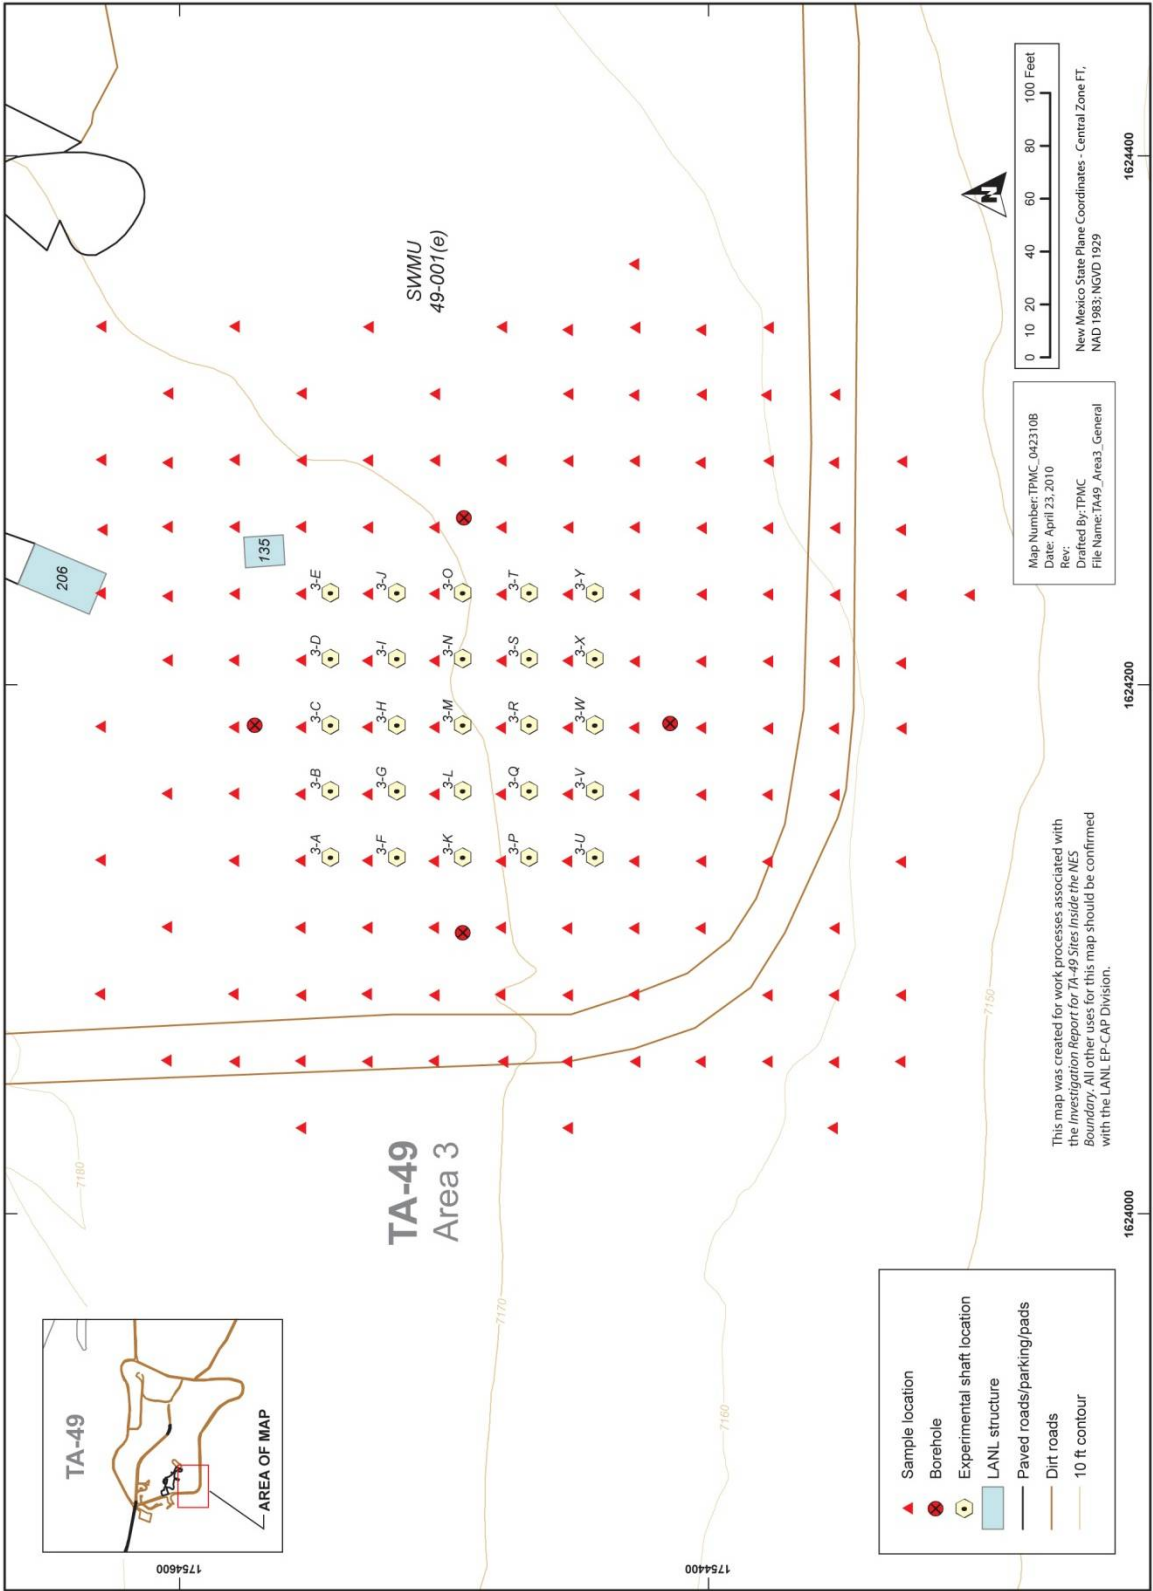 TA-49
AREA OF MAP
1754600
1754400
7180
7170
7160
7150
TA-49
Area 3
206
135
SWMU
49-001(e)
3-A
3-B
3-C
3-D
3-E
3-F
3-G
3-H
3-I
3-J
3-K
3-L
3-M
3-N
3-O
3-P
3-Q
3-R
3-S
3-T
3-U
3-V
3-W
3-X
3-Y
Sample location
Borehole
Experimental shaft location
LANL structure
Paved roads/parking/pads
Dirt roads
10 ft contour
This map was created for work processes associated with
the Investigation Report for TA-49 Sites Inside the NES
Boundary. All other uses for this map should be confirmed
with the LANL EP-CAP Division.
Map Number: TPMC_042310B
Date: April 23, 2010
Rev:
Drafted By: TPMC
File Name: TA49_Area3_General
N
0 10 20 40 60 80 100 Feet
New Mexico State Plane Coordinates - Central Zone FT,
NAD 1983; NGVD 1929
1624000
1624200
1624400